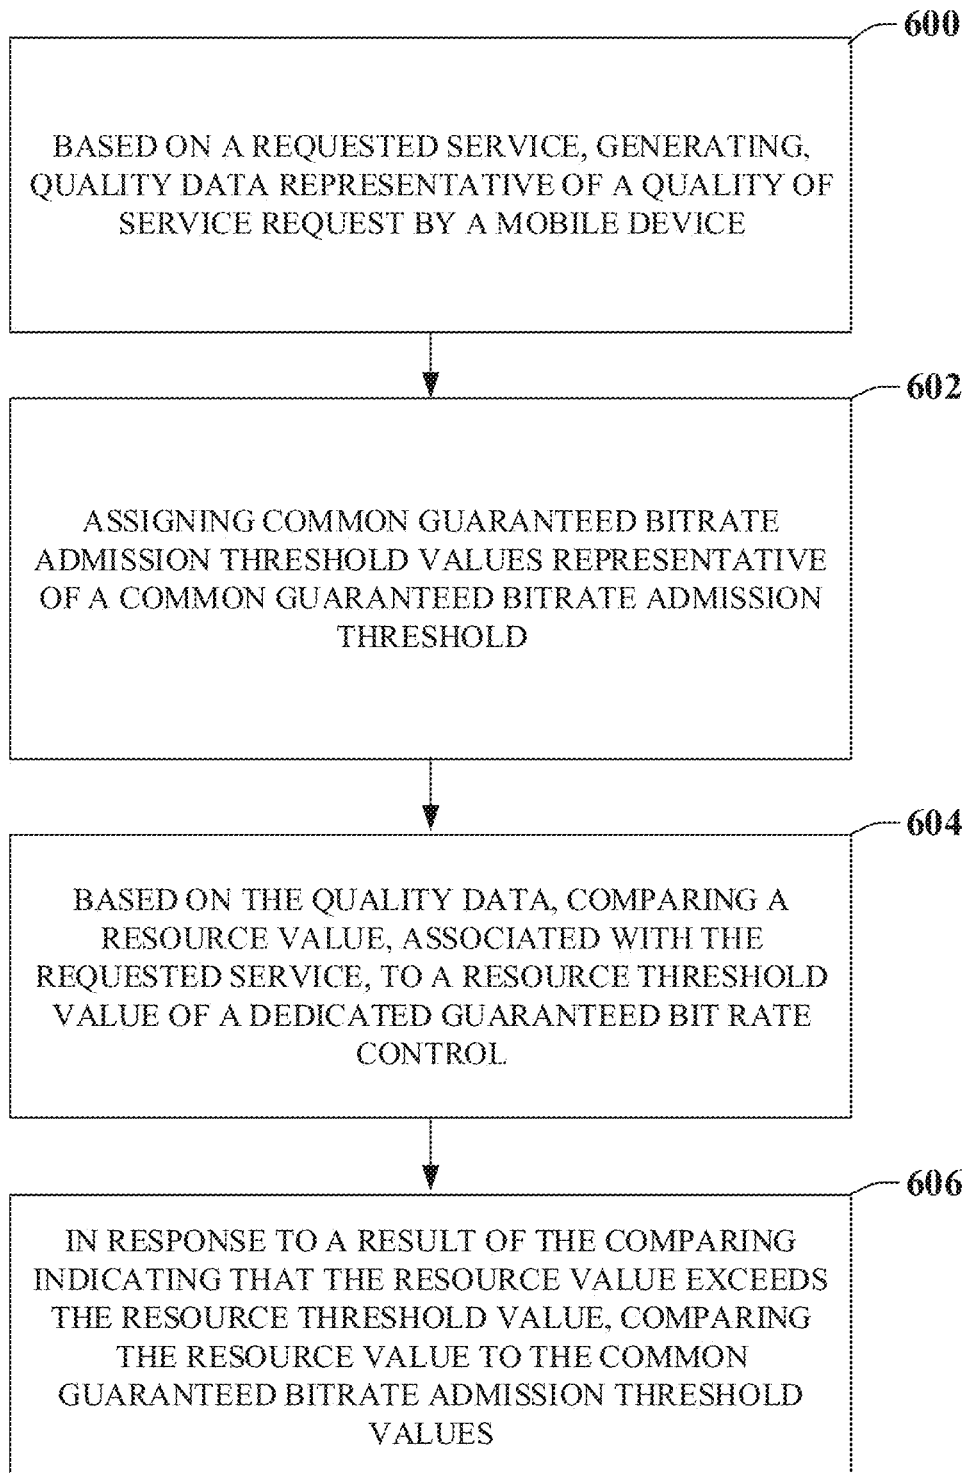 600
BASED ON A REQUESTED SERVICE, GENERATING,
QUALITY DATA REPRESENTATIVE OF A QUALITY OF
SERVICE REQUEST BY A MOBILE DEVICE
602
ASSIGNING COMMON GUARANTEED BITRATE
ADMISSION THRESHOLD VALUES REPRESENTATIVE
OF A COMMON GUARANTEED BITRATE ADMISSION
THRESHOLD
604
BASED ON THE QUALITY DATA, COMPARING A
RESOURCE VALUE, ASSOCIATED WITH THE
REQUESTED SERVICE, TO A RESOURCE THRESHOLD
VALUE OF A DEDICATED GUARANTEED BIT RATE
CONTROL
606
IN RESPONSE TO A RESULT OF THE COMPARING
INDICATING THAT THE RESOURCE VALUE EXCEEDS
THE RESOURCE THRESHOLD VALUE, COMPARING
THE RESOURCE VALUE TO THE COMMON
GUARANTEED BITRATE ADMISSION THRESHOLD
VALUES